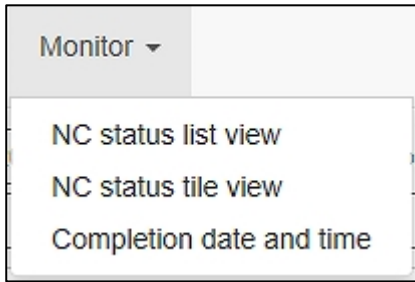 Monitor
NC status list view
NC status tile view
Completion date and time